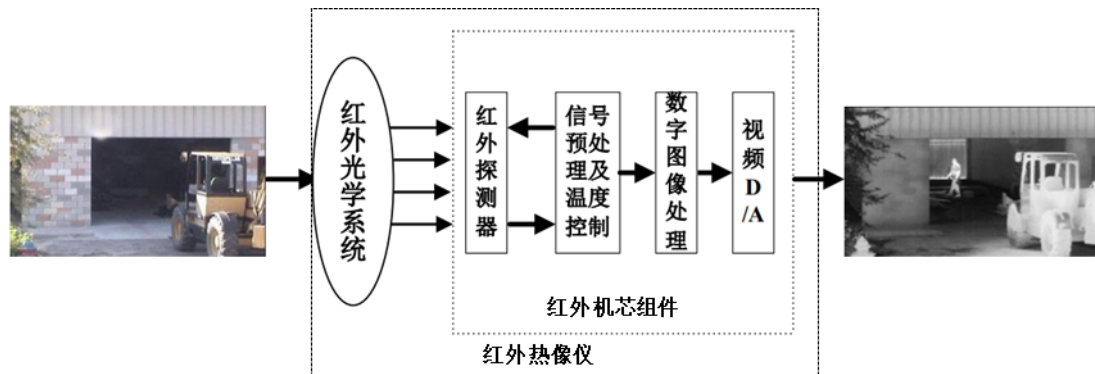 红外光学系统
红外探测器
信号
预处
理及
温度
控制
数字图像处理
视频
D
/A
红外机芯组件
红外热像仪